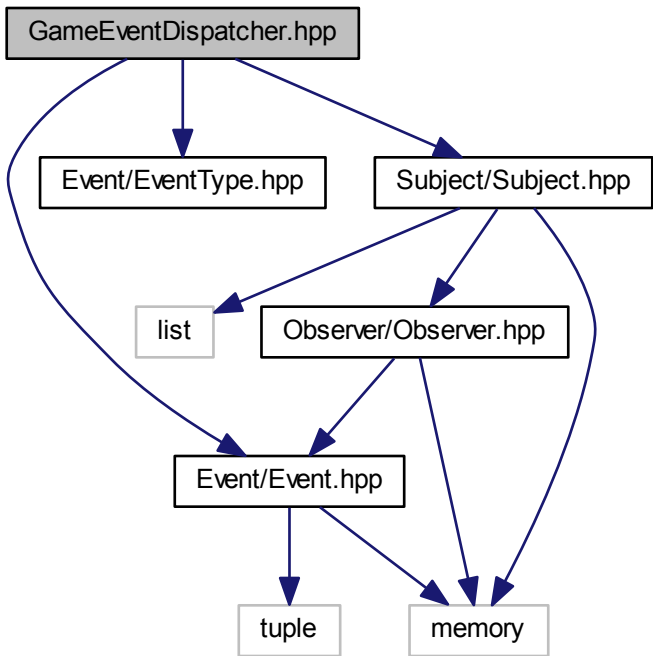 GameEventDispatcher.hpp
Event/EventType.hpp
Subject/Subject.hpp
list
Observer/Observer.hpp
Event/Event.hpp
tuple
memory